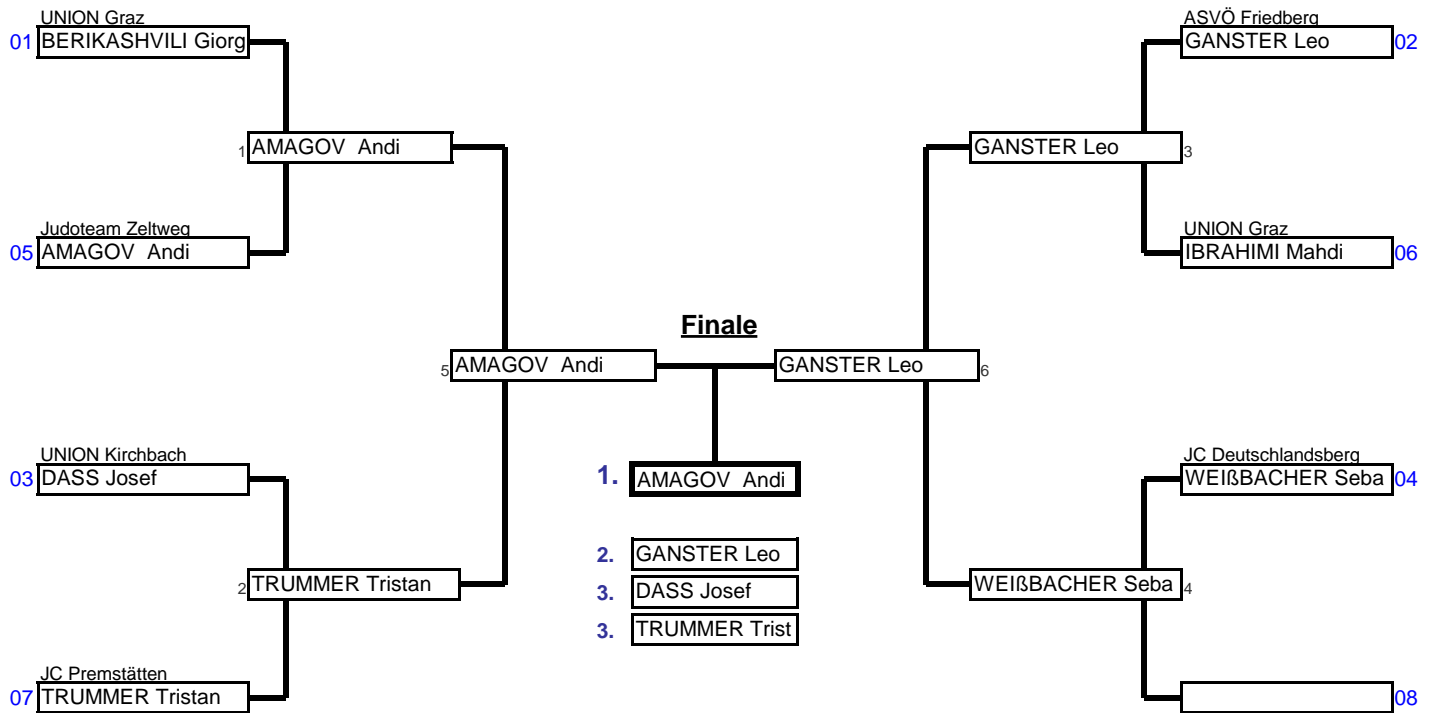 UNION Graz
01 BERIKASHVILI Giorg
ASVÖ Friedberg
GANSTER Leo 02
1 AMAGOV Andi
GANSTER Leo 3
Judoteam Zeltweg
05 AMAGOV Andi
UNION Graz
IBRAHIMI Mahdi 06
Finale
5 AMAGOV Andi
GANSTER Leo 6
UNION Kirchbach
03 DASS Josef
JC Deutschlandsberg
WEIßBACHER Seba 04
1. AMAGOV Andi
2. GANSTER Leo
3. DASS Josef
3. TRUMMER Trist
2 TRUMMER Tristan
WEIßBACHER Seba 4
JC Premstätten
07 TRUMMER Tristan
08